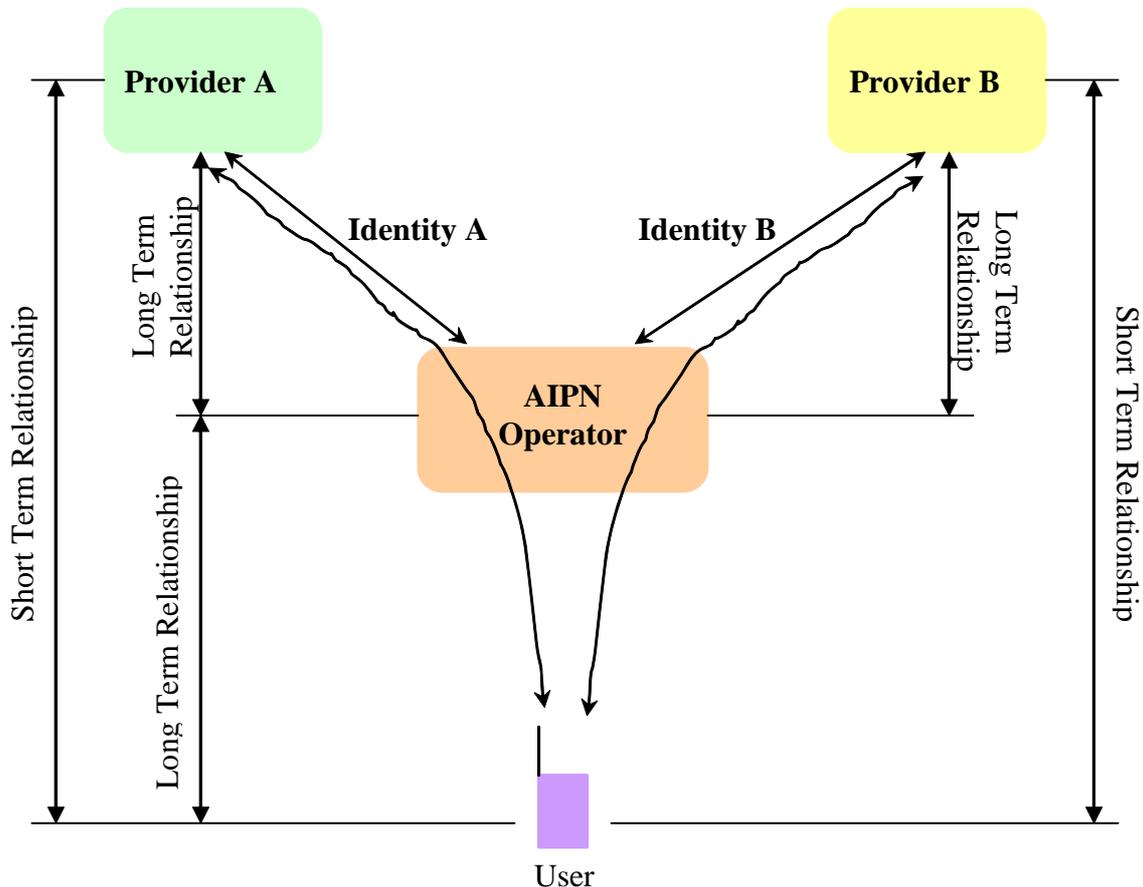 Provider A
Provider B
Identity A
Identity B
Long Term
Relationship
Long Term
Relationship
Short Term Relationship
Short Term Relationship
AIPN
Operator
Long Term Relationship
User